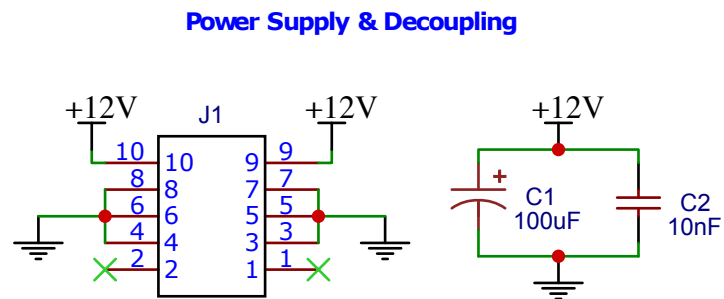 Power Supply & Decoupling
+12V J1 +12V +12V
10 10 9 9
8 8 7 7
6 6 5 5
4 4 3 3
2 2 1 1
+
C1
100uF
C2
10nF